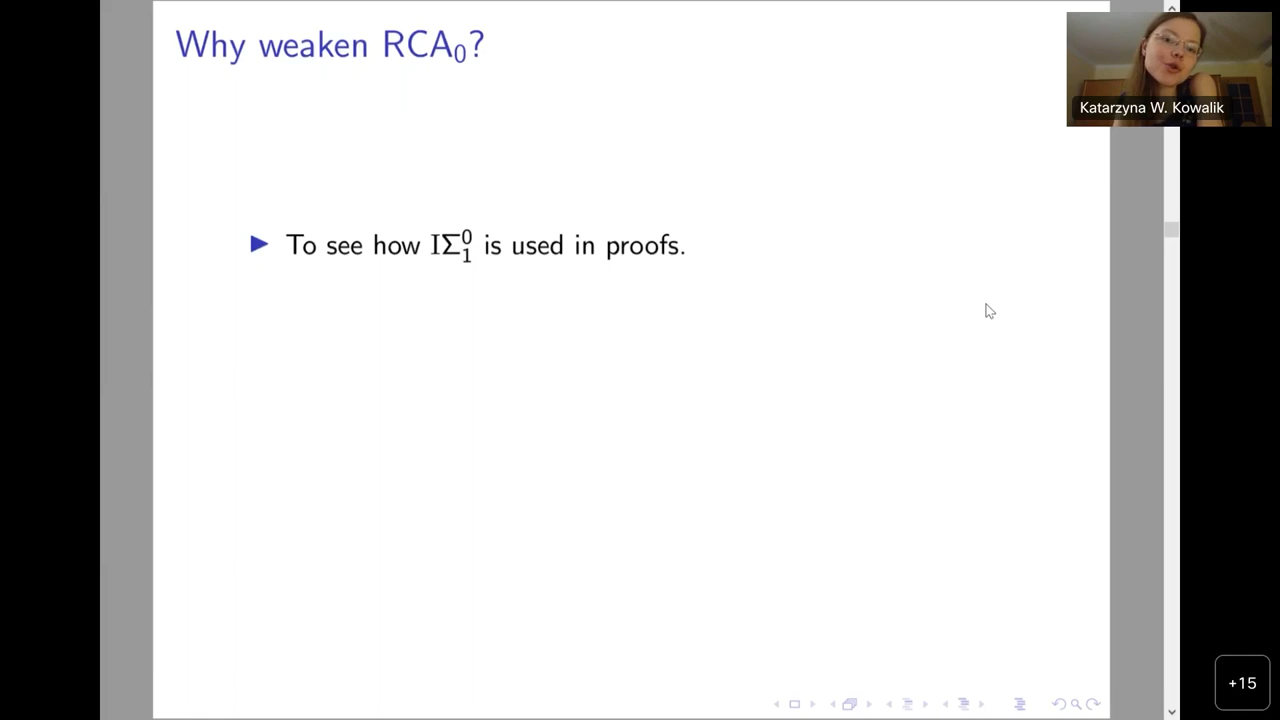 Why weaken RCA₀?
Katarzyna W. Kowalik
▶ To see how IΣ⁰₁ is used in proofs.
+15